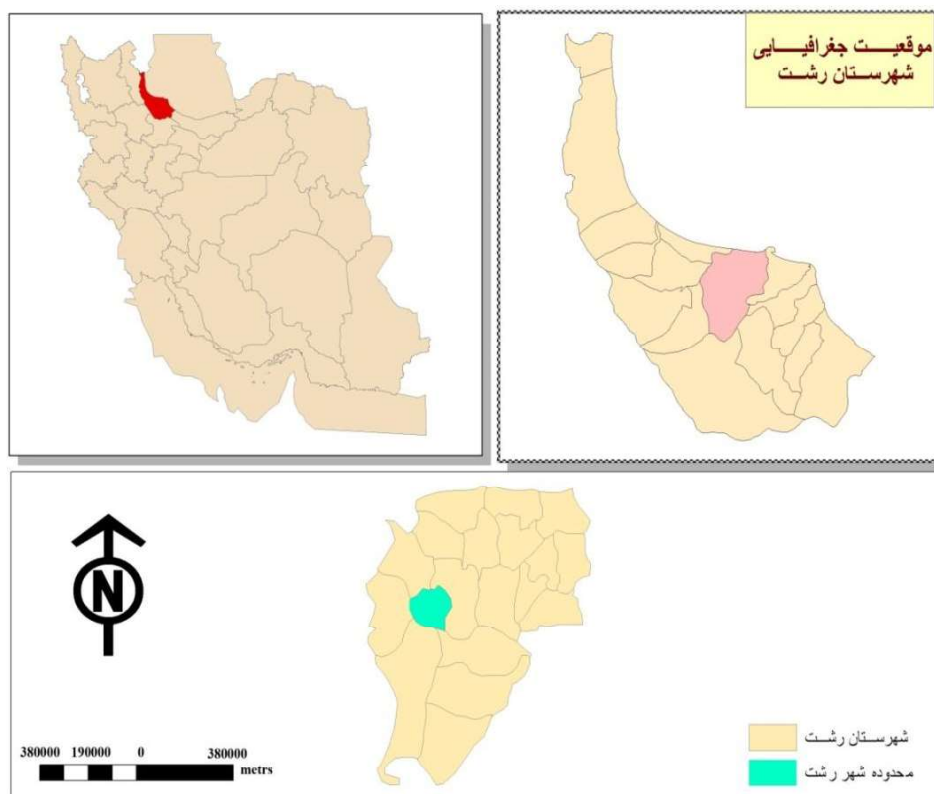 موقعیـــت جغرافیـــایی
شهرســتان رشــت
N
380000 190000 0 380000
metrs
شهرســتان رشــت
محدوده شهر رشت